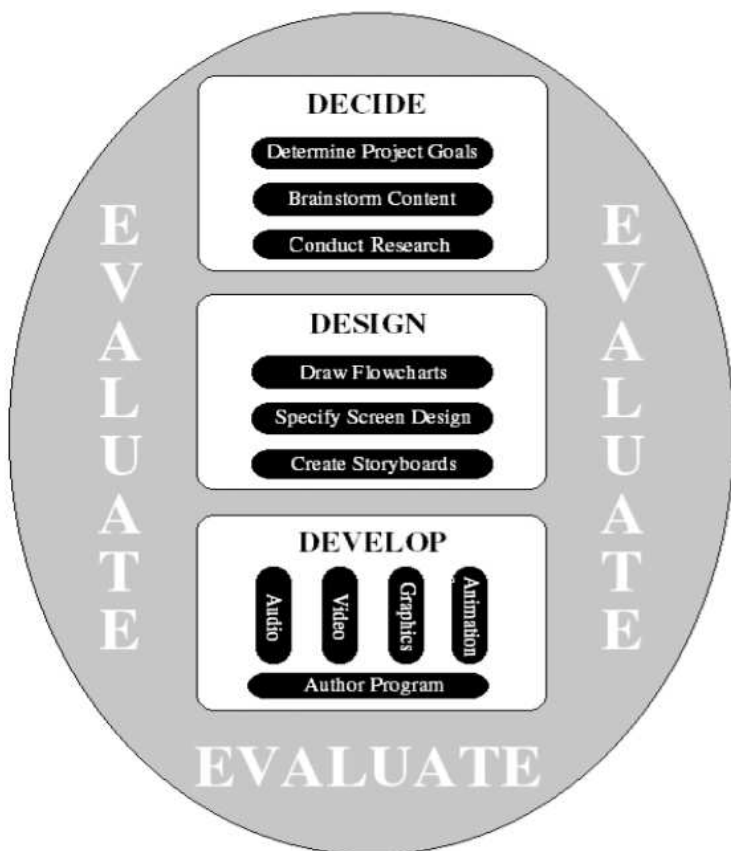 DECIDE
Determine Project Goals
Brainstorm Content
Conduct Research
EVALUATE
EVALUATE
DESIGN
Draw Flowcharts
Specify Screen Design
Create Storyboards
DEVELOP
Audio
Video
Graphics
Animation
Author Program
EVALUATE